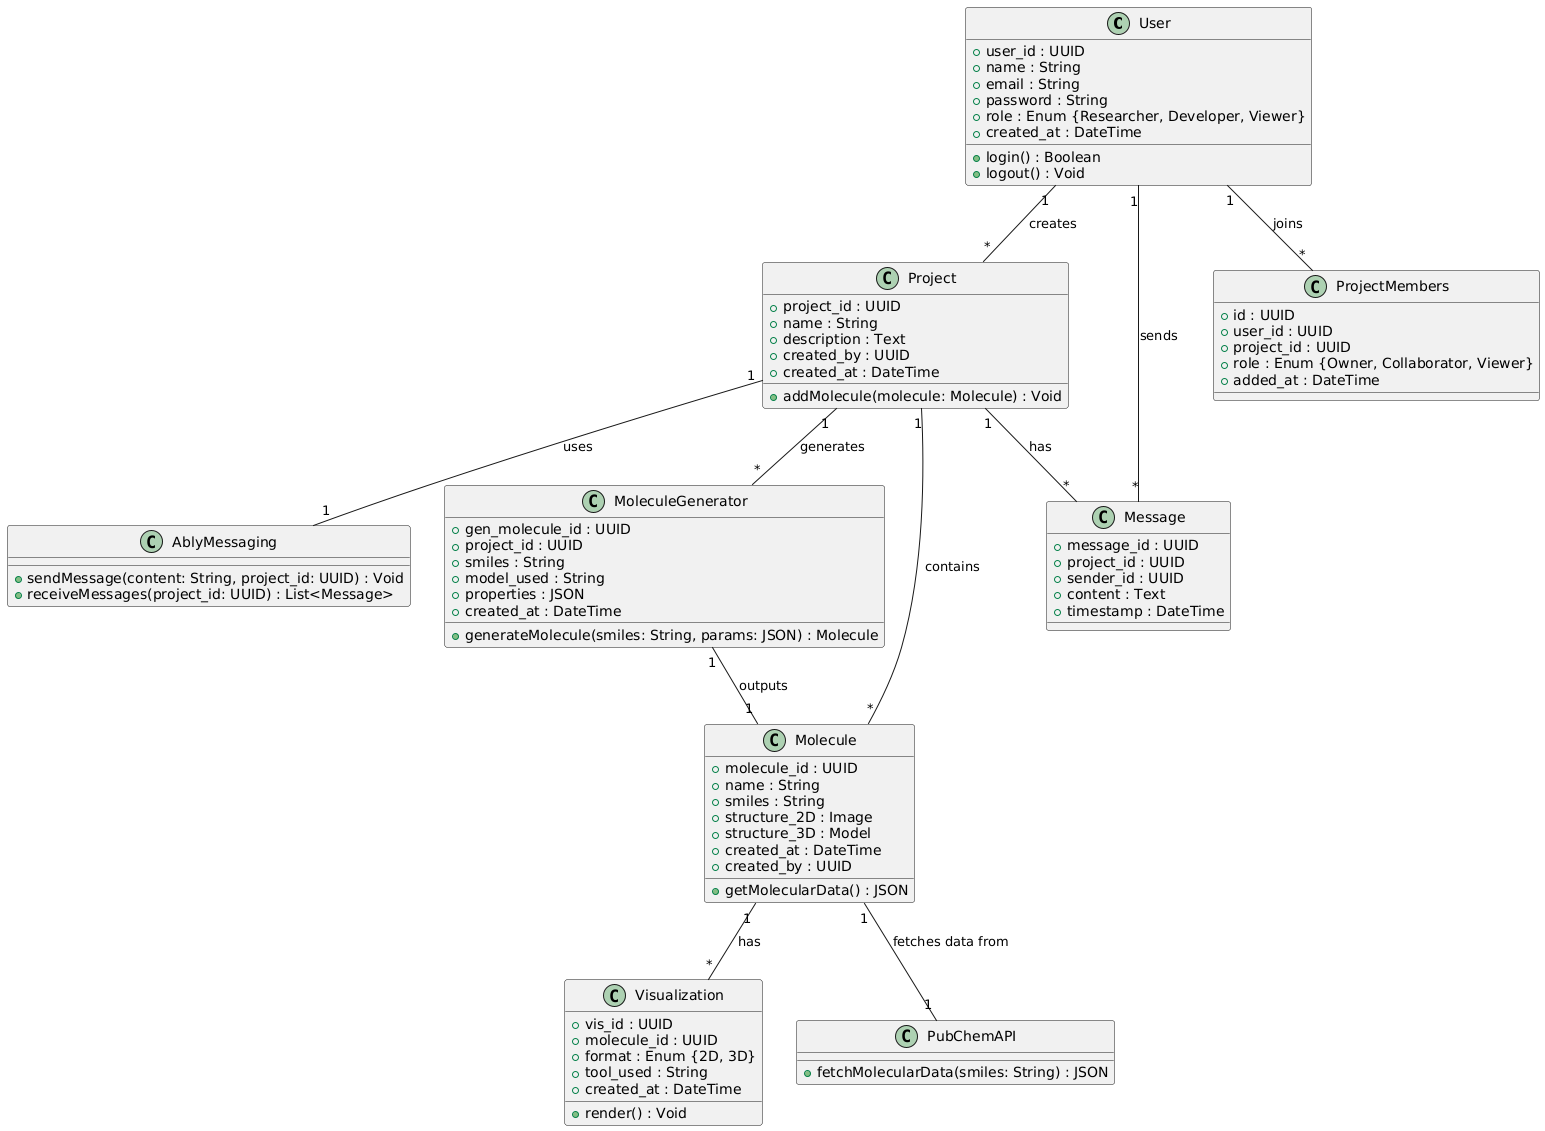 C User
user_id : UUID
name : String
email : String
password : String
role : Enum {Researcher, Developer, Viewer}
created_at : DateTime
login() : Boolean
logout() : Void
1
1
1
creates
joins
*
*
C Project
project_id : UUID
name : String
description : Text
created_by : UUID
created_at : DateTime
addMolecule(molecule: Molecule) : Void
C ProjectMembers
id : UUID
user_id : UUID
project_id : UUID
role : Enum {Owner, Collaborator, Viewer}
added_at : DateTime
sends
1
1
1
1
uses
generates
has
*
*
*
1
C AblyMessaging
sendMessage(content: String, project_id: UUID) : Void
receiveMessages(project_id: UUID) : List<Message>
C MoleculeGenerator
gen_molecule_id : UUID
project_id : UUID
smiles : String
model_used : String
properties : JSON
created_at : DateTime
generateMolecule(smiles: String, params: JSON) : Molecule
contains
C Message
message_id : UUID
project_id : UUID
sender_id : UUID
content : Text
timestamp : DateTime
1
outputs
1
*
C Molecule
molecule_id : UUID
name : String
smiles : String
structure_2D : Image
structure_3D : Model
created_at : DateTime
created_by : UUID
getMolecularData() : JSON
1
1
has
fetches data from
*
1
C Visualization
vis_id : UUID
molecule_id : UUID
format : Enum {2D, 3D}
tool_used : String
created_at : DateTime
render() : Void
C PubChemAPI
fetchMolecularData(smiles: String) : JSON